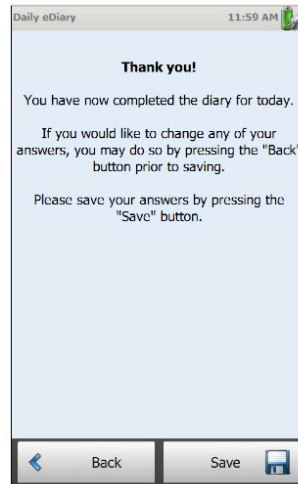 Daily eDiary 11:59 AM
Thank you!
You have now completed the diary for today.
If you would like to change any of your
answers, you may do so by pressing the "Back"
button prior to saving.
Please save your answers by pressing the
"Save" button.
Back Save